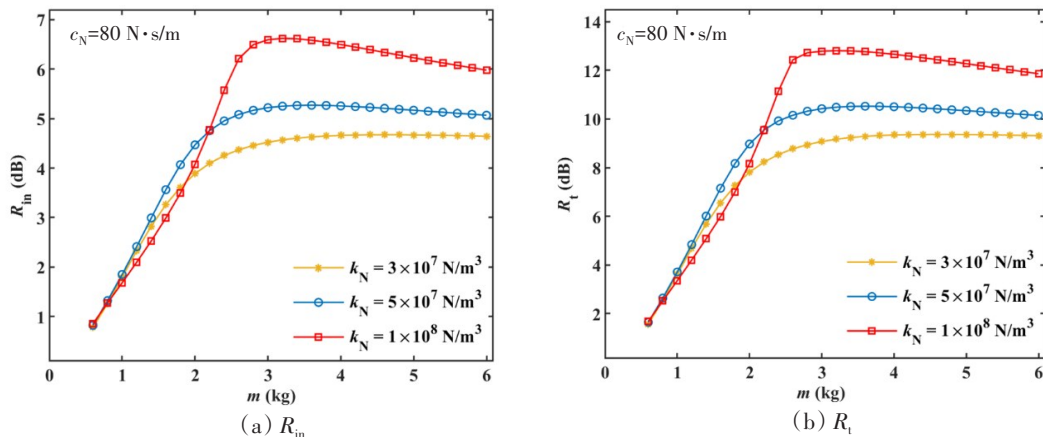 c_N=80 N·s/m
R_in (dB)
7
6
5
4
3
2
1
0 1 2 3 4 5 6
k_N = 3×10^7 N/m^3
k_N = 5×10^7 N/m^3
k_N = 1×10^8 N/m^3
m (kg)
(a) R_in
c_N=80 N·s/m
R_t (dB)
14
12
10
8
6
4
2
0 1 2 3 4 5 6
k_N = 3×10^7 N/m^3
k_N = 5×10^7 N/m^3
k_N = 1×10^8 N/m^3
m (kg)
(b) R_t